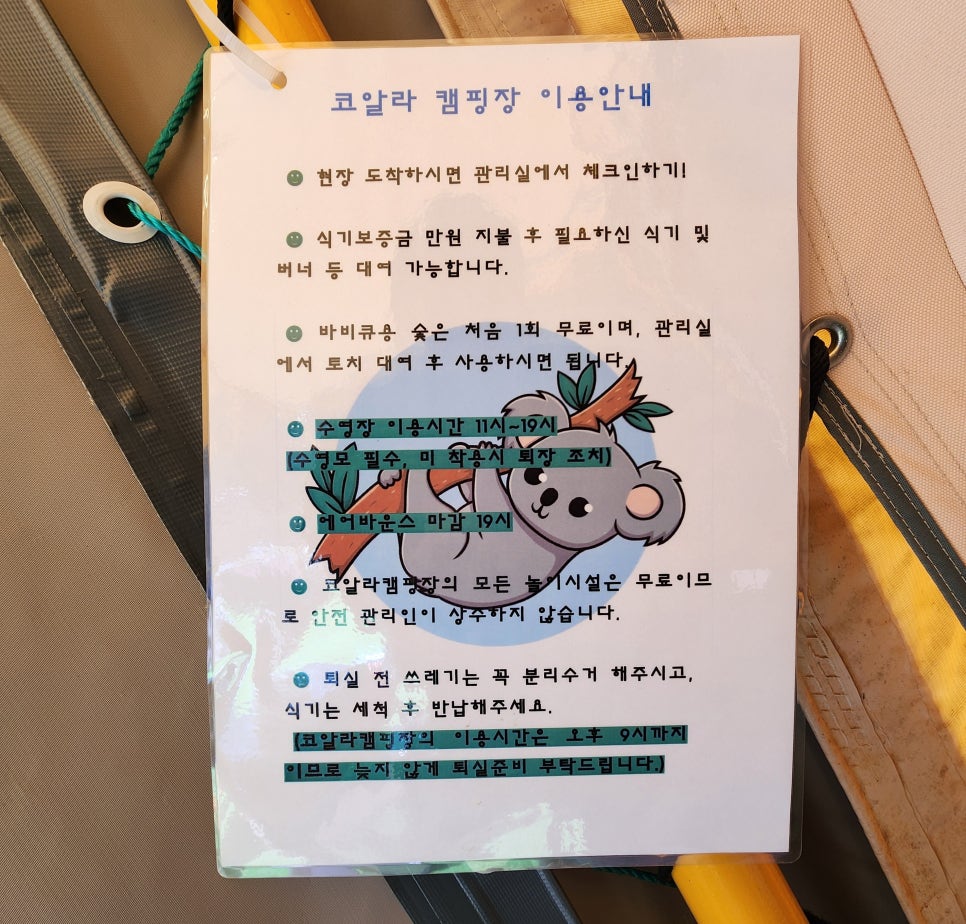 코알라 캠핑장 이용안내
현장 도착하시면 관리실에서 체크인하기!
식기보증금 만원 지불 후 필요하신 식기 및
버너 등 대여 가능합니다.
바비큐용 숯은 처음 1회 무료이며, 관리실
에서 토치 대여 후 사용하시면 됩니다.
수영장 이용시간 11시~19시
(수영모 필수, 미 착용시 퇴장 조치)
에어바운스 마감 19시
코알라캠핑장의 모든 놀이시설은 무료이므
로 안전 관리인이 상주하지 않습니다.
퇴실 전 쓰레기는 꼭 분리수거 해주시고,
식기는 세척 후 반납해주세요.
(코알라캠핑장의 이용시간은 오후 9시까지
이므로 늦지 않게 퇴실준비 부탁드립니다.)